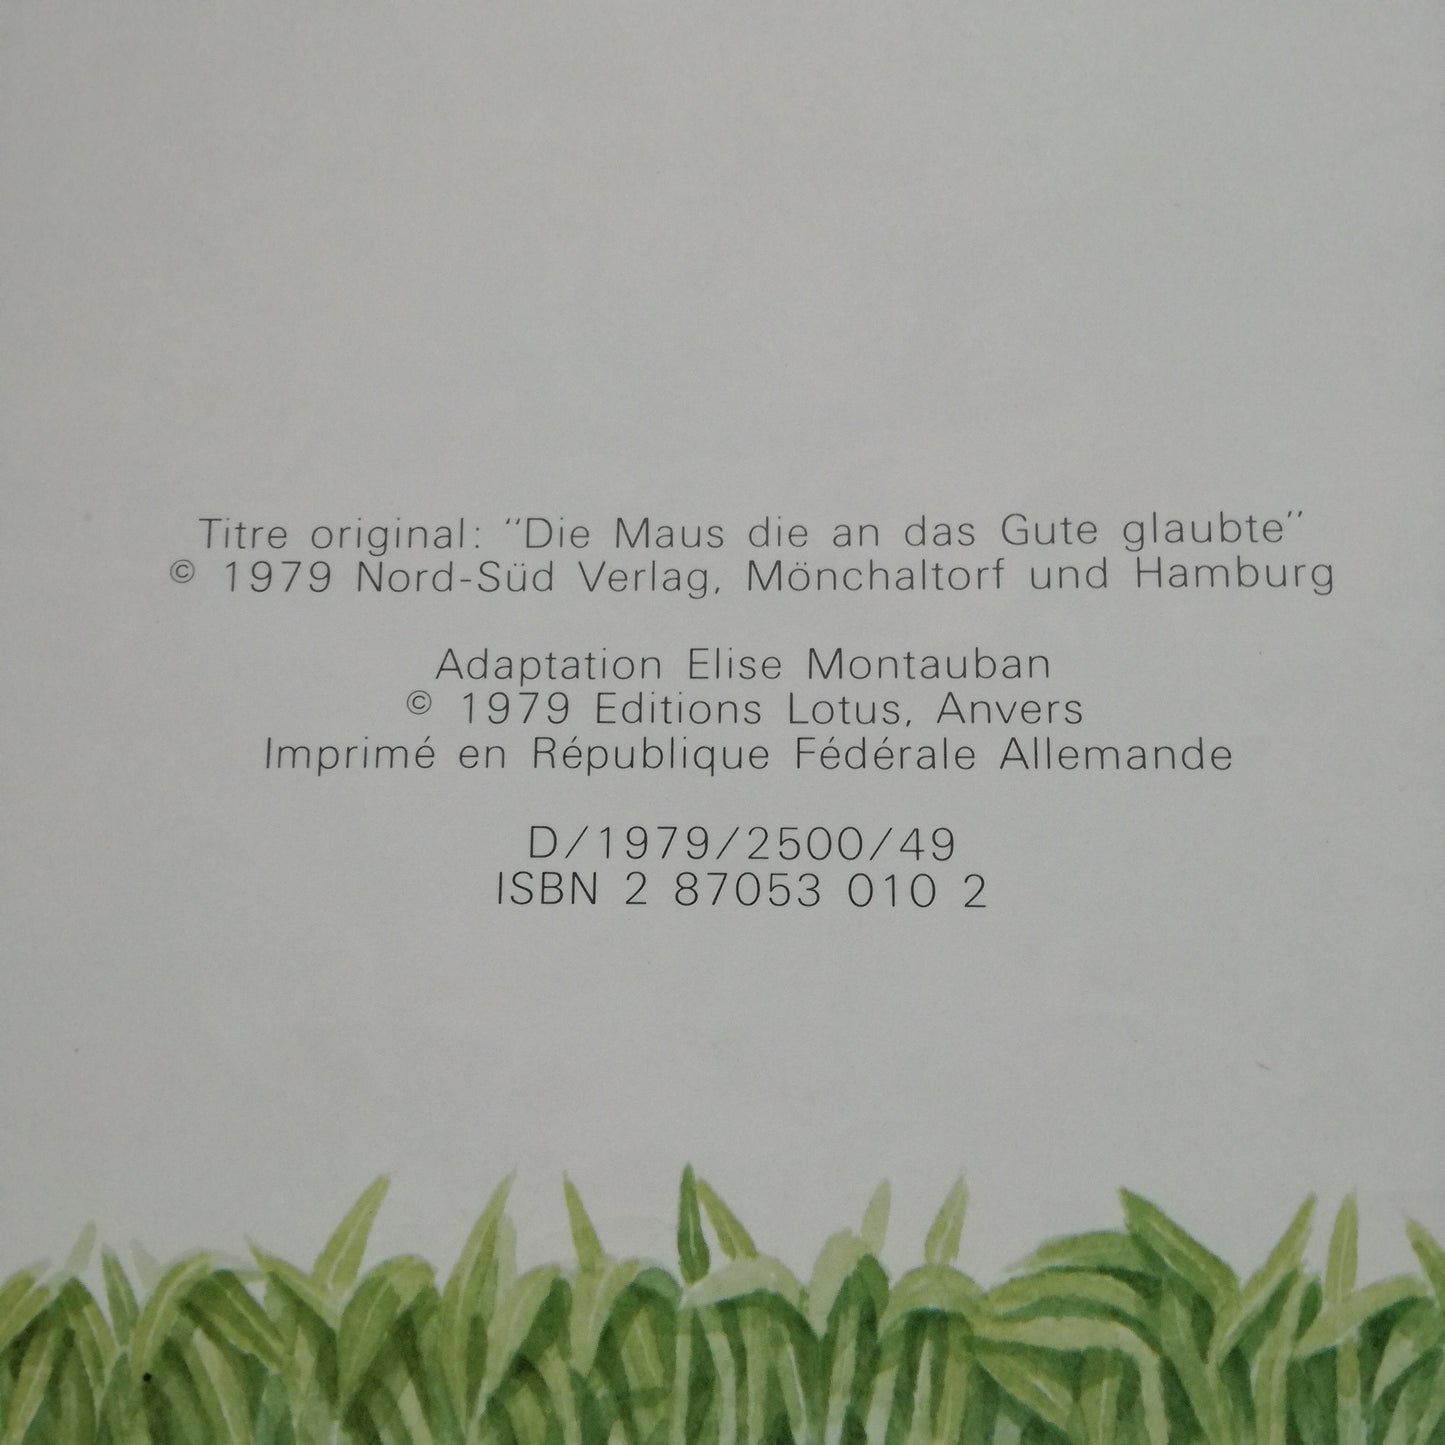 Titre original: "Die Maus die an das Gute glaubte"
© 1979 Nord-Süd Verlag, Mönchaltorf und Hamburg
Adaptation Elise Montauban
© 1979 Editions Lotus, Anvers
Imprimé en République Fédérale Allemande
D/1979/2500/49
ISBN 2 87053 010 2